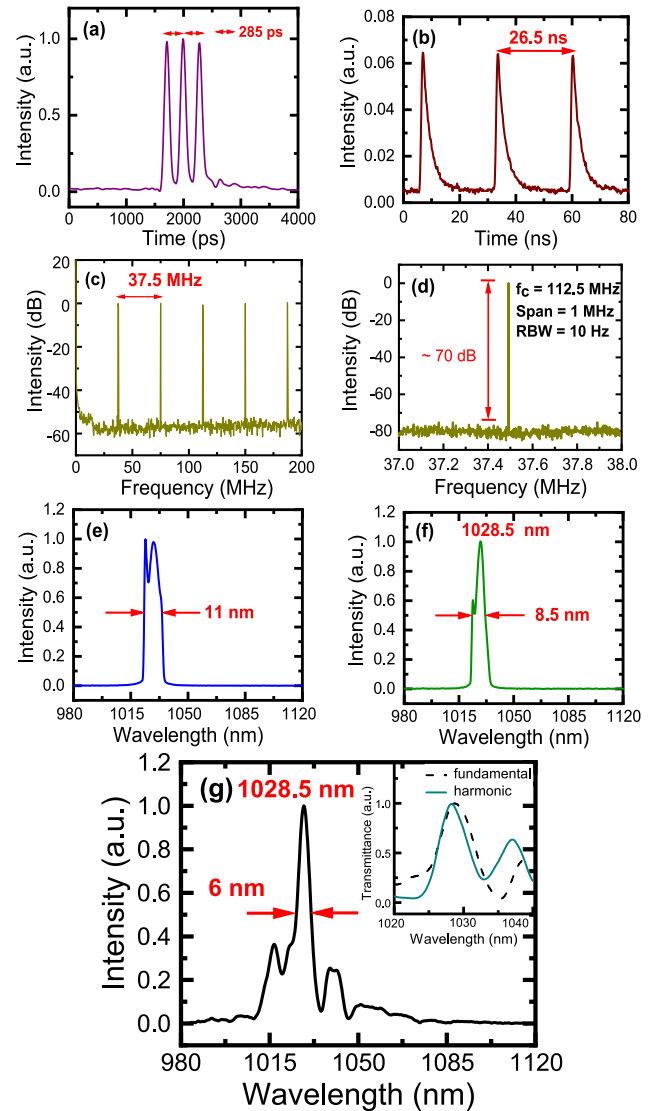 (a)
285 ps
Intensity (a.u.)
1.0
0.5
0.0
0 1000 2000 3000 4000
Time (ps)
(b)
26.5 ns
Intensity (a.u.)
0.08
0.06
0.04
0.02
0.00
0 20 40 60 80
Time (ns)
(c)
37.5 MHz
Intensity (dB)
20
0
-20
-40
-60
0 50 100 150 200
Frequency (MHz)
(d)
fc = 112.5 MHz
Span = 1 MHz
RBW = 10 Hz
~ 70 dB
Intensity (dB)
0
-20
-40
-60
-80
37.0 37.2 37.4 37.6 37.8 38.0
Frequency (MHz)
(e)
11 nm
Intensity (a.u.)
1.2
1.0
0.8
0.6
0.4
0.2
0.0
980 1015 1050 1085 1120
Wavelength (nm)
(f)
1028.5 nm
8.5 nm
Intensity (a.u.)
1.2
1.0
0.8
0.6
0.4
0.2
0.0
980 1015 1050 1085 1120
Wavelength (nm)
(g)
1028.5 nm
6 nm
Intensity (a.u.)
1.2
1.0
0.8
0.6
0.4
0.2
0.0
980 1015 1050 1085 1120
Wavelength (nm)
fundamental
harmonic
Transmittance (a.u.)
1.0
0.5
0.0
1020 1030 1040
Wavelength (nm)